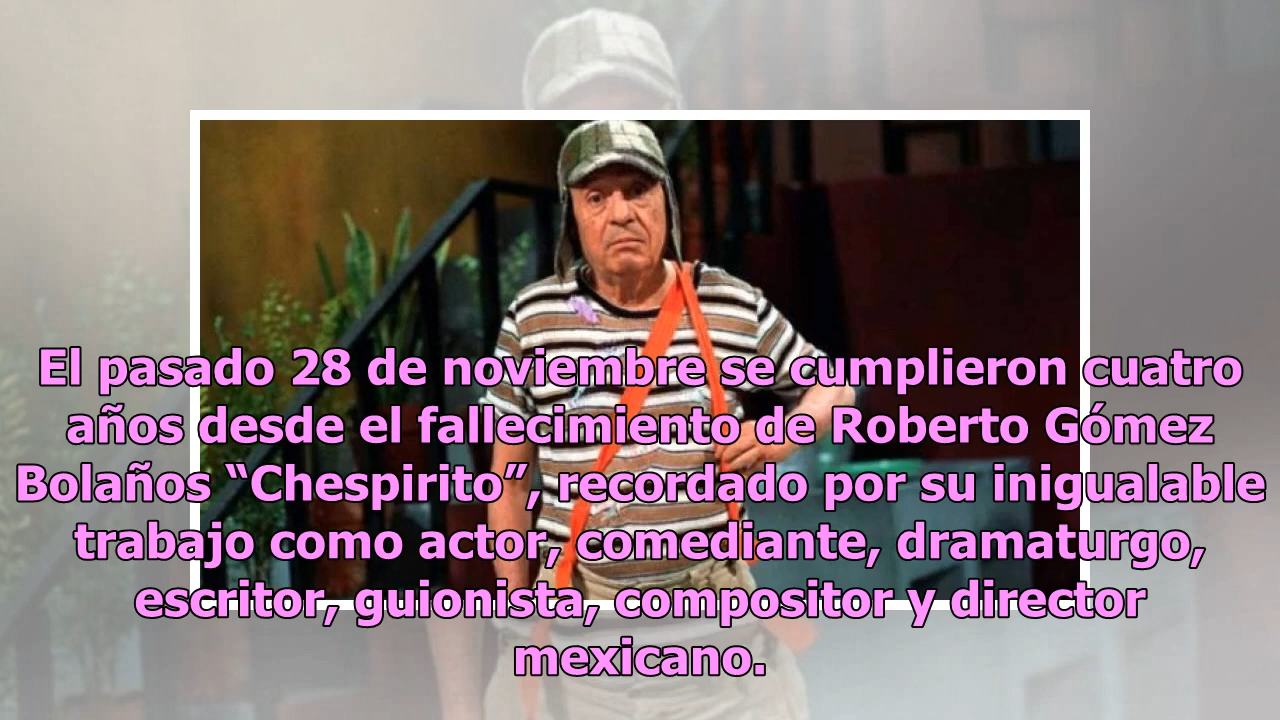 El pasado 28 de noviembre se cumplieron cuatro
años desde el fallecimiento de Roberto Gómez
Bolaños “Chespirito”, recordado por su inigualable
trabajo como actor, comediante, dramaturgo,
escritor, guionista, compositor y director
mexicano.